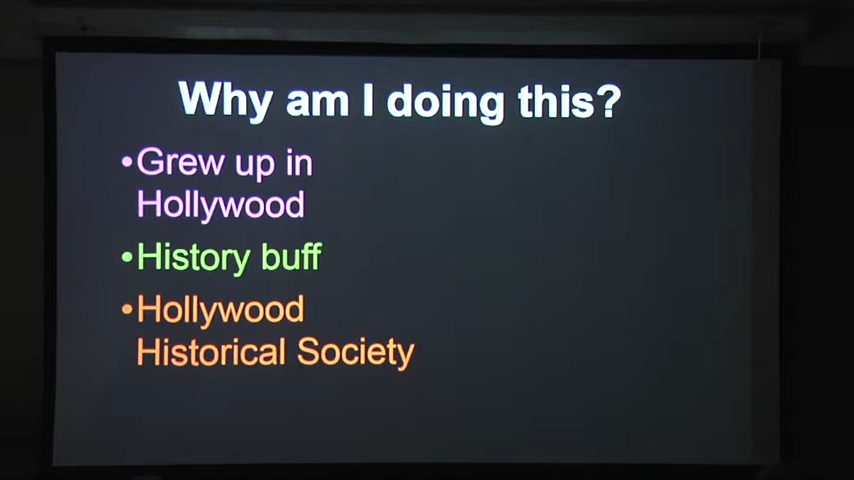 Why am I doing this?
•Grew up in
Hollywood
•History buff
•Hollywood
Historical Society